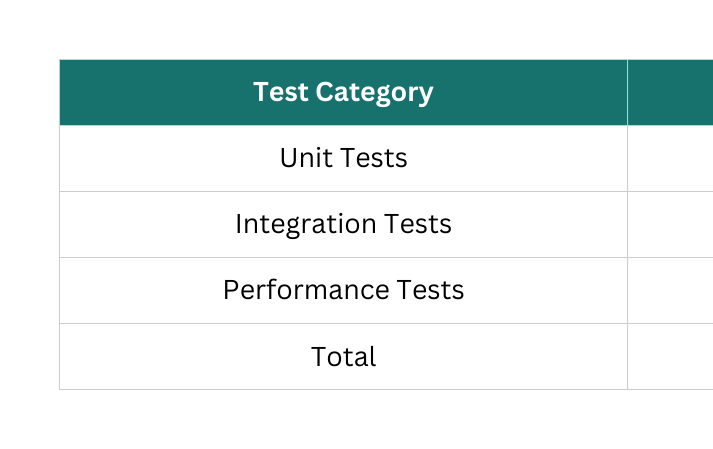 Test Category
Unit Tests
Integration Tests
Performance Tests
Total